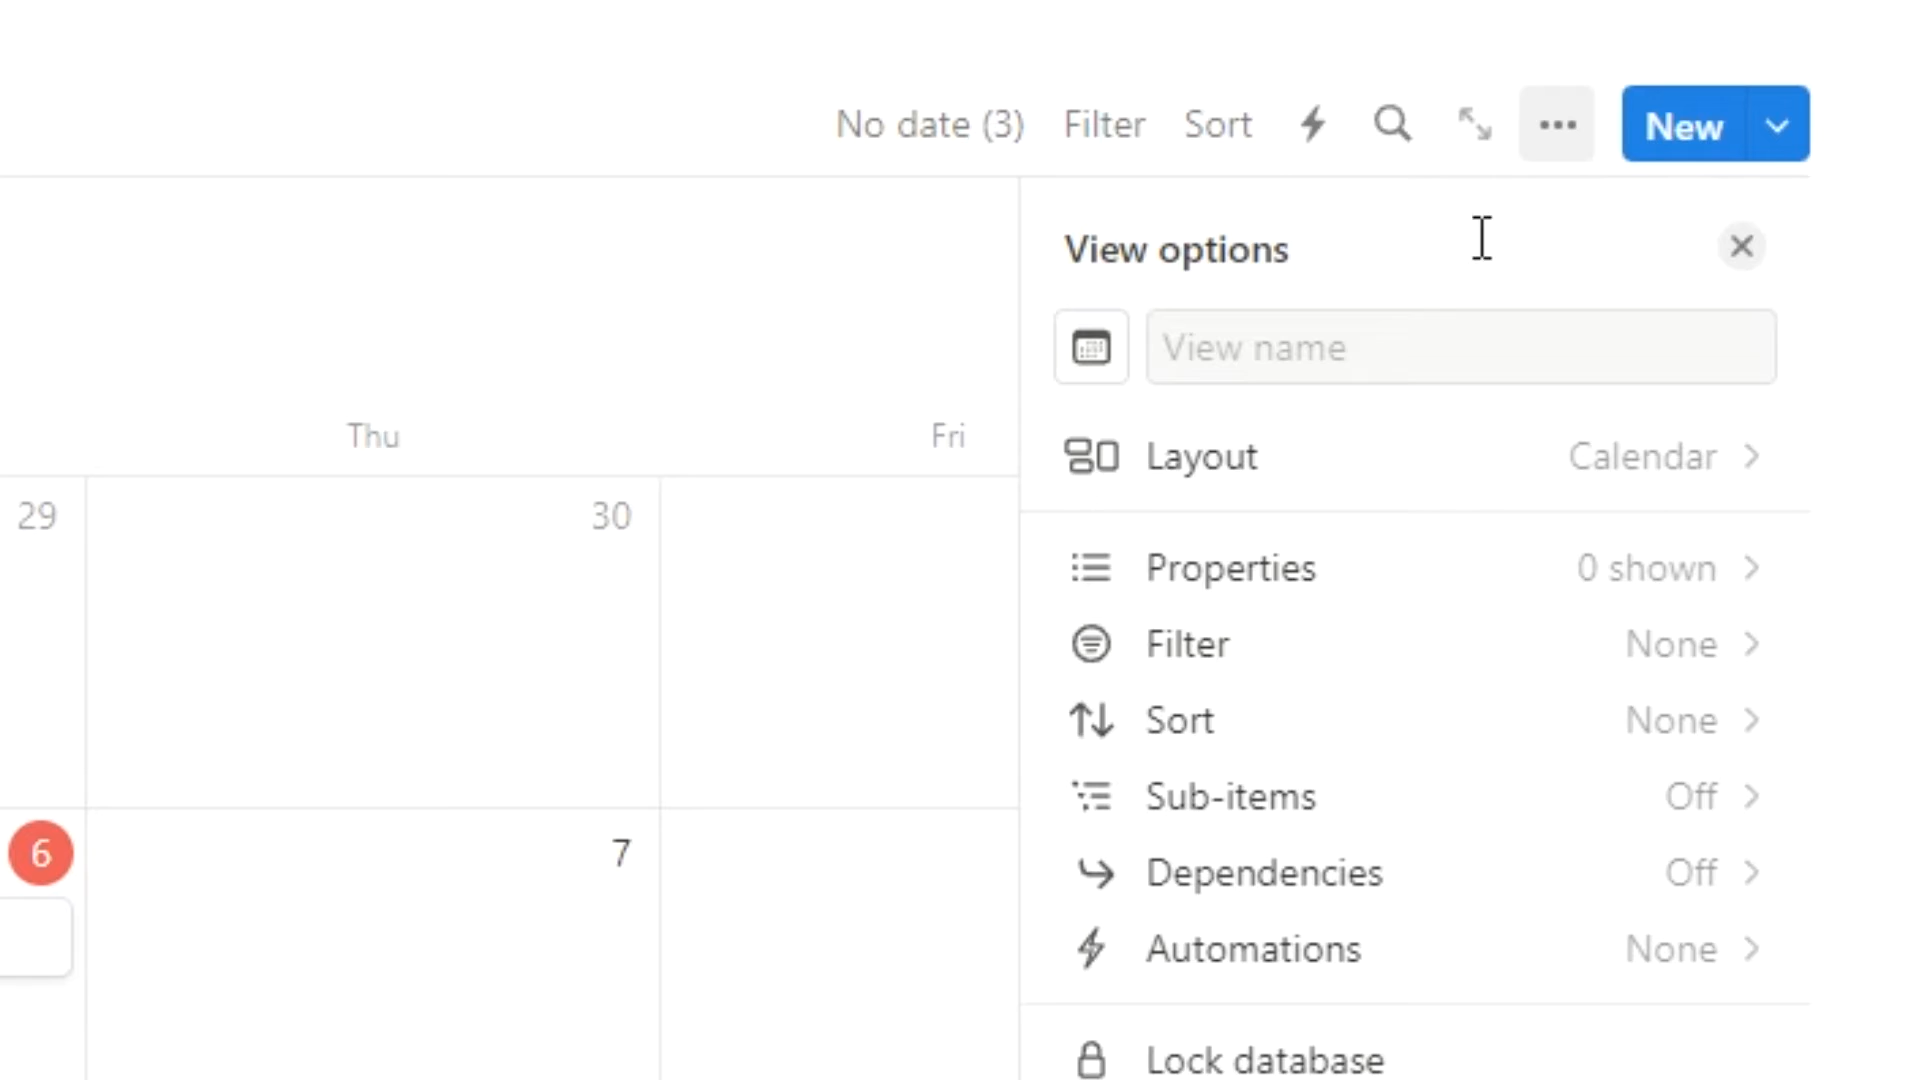 No date (3) Filter Sort New
View options
View name
Thu Fri
Layout Calendar
29 30
Properties 0 shown
Filter None
Sort None
Sub-items Off
6 7
Dependencies Off
Automations None
Lock database